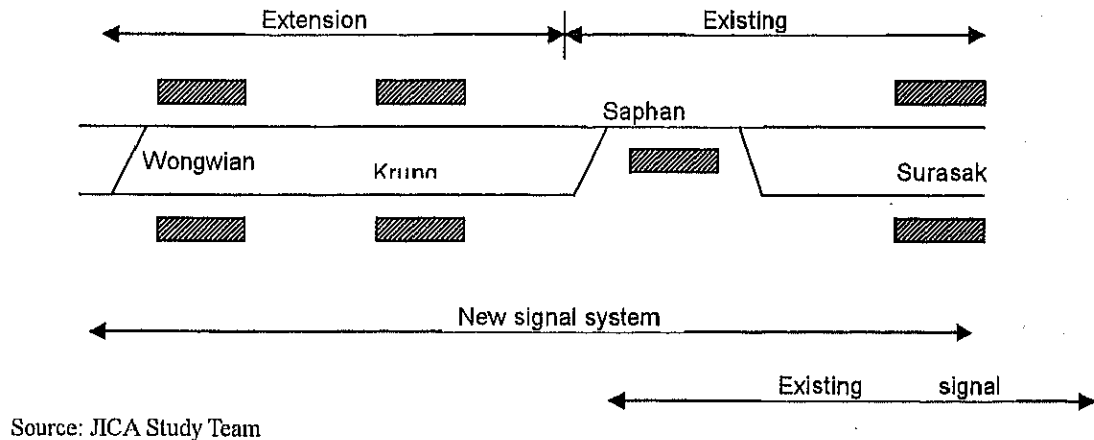 Extension Existing
Saphan
Wongwian Krung Surasak
New signal system
Existing signal
Source: JICA Study Team